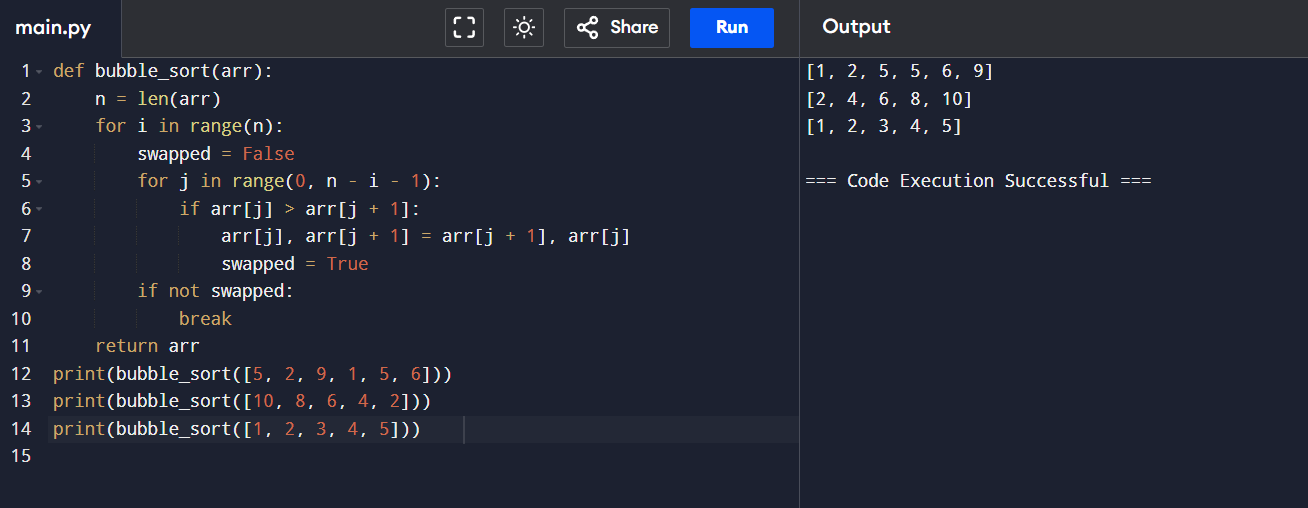 main.py Share Run Output
1 def bubble_sort(arr):
2     n = len(arr)
3     for i in range(n):
4         swapped = False
5         for j in range(0, n - i - 1):
6             if arr[j] > arr[j + 1]:
7                 arr[j], arr[j + 1] = arr[j + 1], arr[j]
8                 swapped = True
9         if not swapped:
10             break
11     return arr
12 print(bubble_sort([5, 2, 9, 1, 5, 6]))
13 print(bubble_sort([10, 8, 6, 4, 2]))
14 print(bubble_sort([1, 2, 3, 4, 5]))
15
[1, 2, 5, 5, 6, 9]
[2, 4, 6, 8, 10]
[1, 2, 3, 4, 5]
=== Code Execution Successful ===